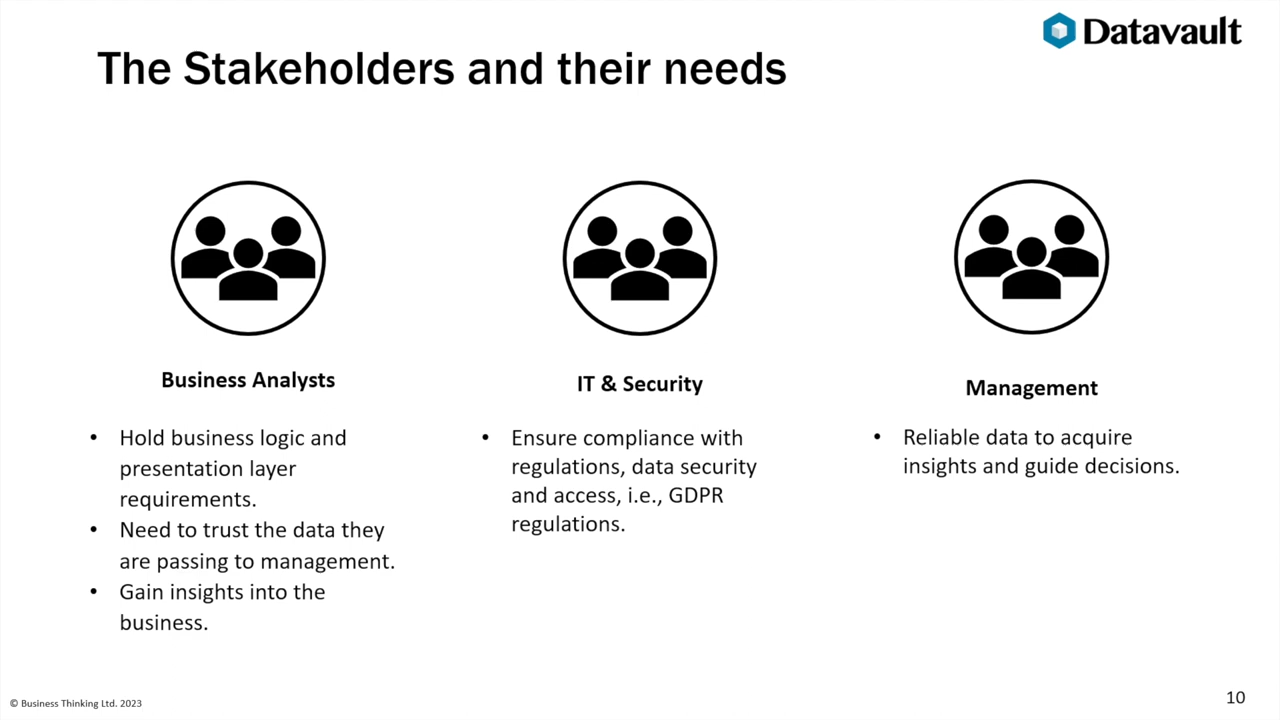 Datavault
The Stakeholders and their needs
Business Analysts
• Hold business logic and
presentation layer
requirements.
• Need to trust the data they
are passing to management.
• Gain insights into the
business.
IT & Security
• Ensure compliance with
regulations, data security
and access, i.e., GDPR
regulations.
Management
• Reliable data to acquire
insights and guide decisions.
© Business Thinking Ltd. 2023
10